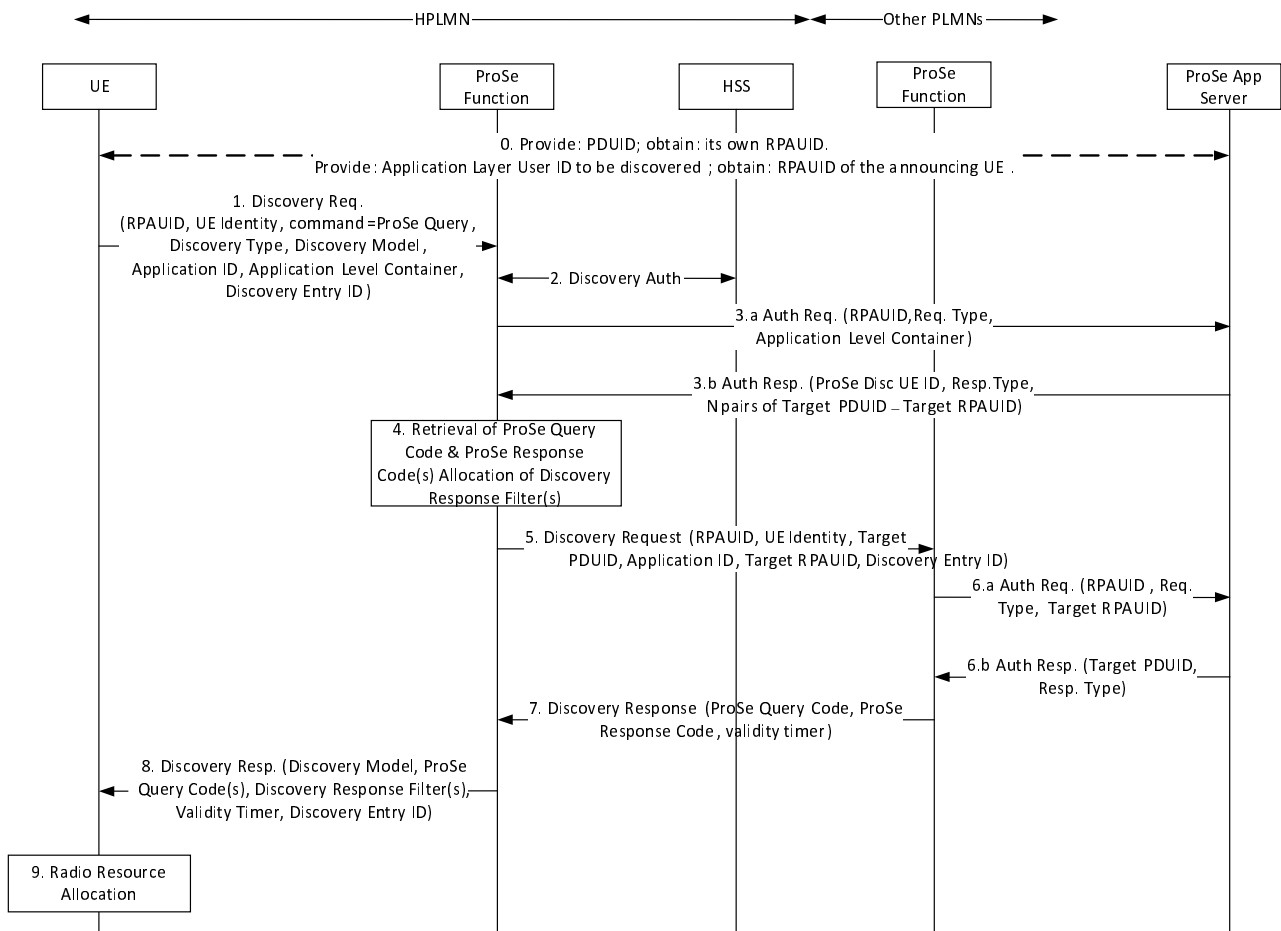 HPLMN
Other PLMNs
UE
ProSe
Function
HSS
ProSe
Function
ProSe App
Server
0. Provide: PDUID; obtain: its own RPAUID.
Provide: Application Layer User ID to be discovered ; obtain: RPAUID of the announcing UE .
1. Discovery Req.
(RPAUID, UE Identity, command=ProSe Query,
Discovery Type, Discovery Model,
Application ID, Application Level Container,
Discovery Entry ID)
2. Discovery Auth
3.a Auth Req. (RPAUID,Req. Type,
Application Level Container)
3.b Auth Resp. (ProSe Disc UE ID, Resp.Type,
N pairs of Target PDUID – Target RPAUID)
4. Retrieval of ProSe Query
Code & ProSe Response
Code(s) Allocation of Discovery
Response Filter(s)
5. Discovery Request (RPAUID, UE Identity, Target
PDUID, Application ID, Target RPAUID, Discovery Entry ID)
6.a Auth Req. (RPAUID , Req.
Type, Target RPAUID)
6.b Auth Resp. (Target PDUID,
Resp. Type)
7. Discovery Response (ProSe Query Code, ProSe
Response Code, validity timer)
8. Discovery Resp. (Discovery Model, ProSe
Query Code(s), Discovery Response Filter(s),
Validity Timer, Discovery Entry ID)
9. Radio Resource
Allocation